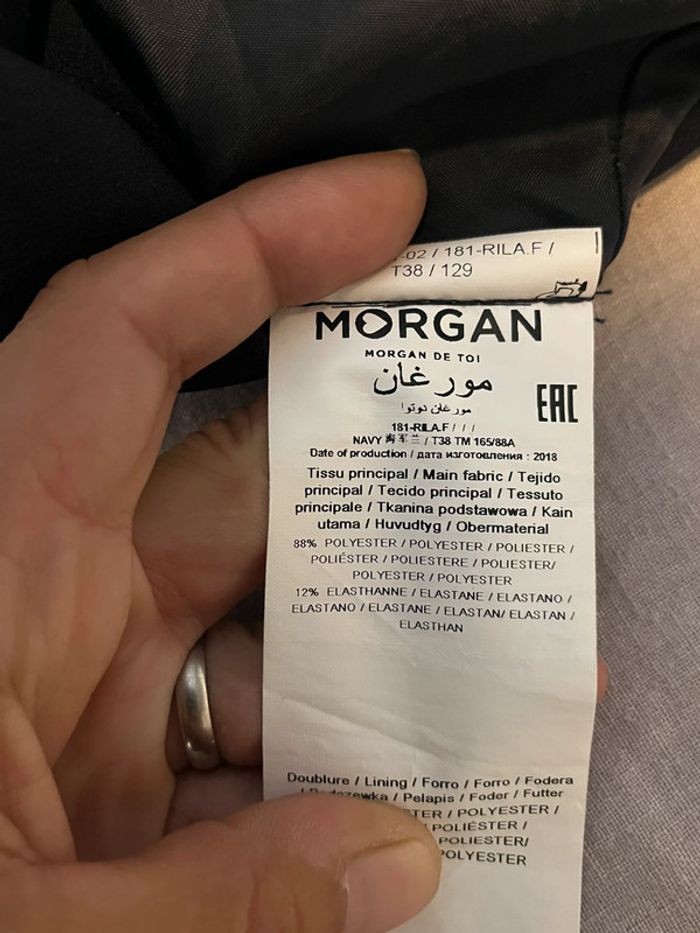 -02 / 181-RILA.F /
T38 / 129
MORGAN
MORGAN DE TOI
مورغان
مورغان دوتوا
EAC
181-RILA.F / / /
NAVY 海军兰 / T38 TM 165/88A
Date of production / дата изготовления : 2018
Tissu principal / Main fabric / Tejido
principal / Tecido principal / Tessuto
principale / Tkanina podstawowa / Kain
utama / Huvudtyg / Obermaterial
88% POLYESTER / POLYESTER / POLIESTER /
POLIÉSTER / POLIESTERE / POLIESTER/
POLYESTER / POLYESTER
12% ELASTHANNE / ELASTANE / ELASTANO /
ELASTANO / ELASTANE / ELASTAN/ ELASTAN /
ELASTHAN
Doublure / Lining / Forro / Forro / Fodera
/ Podszewka / Pelapis / Foder / Futter
POLYESTER /
POLIÉSTER /
POLIESTER/
POLYESTER